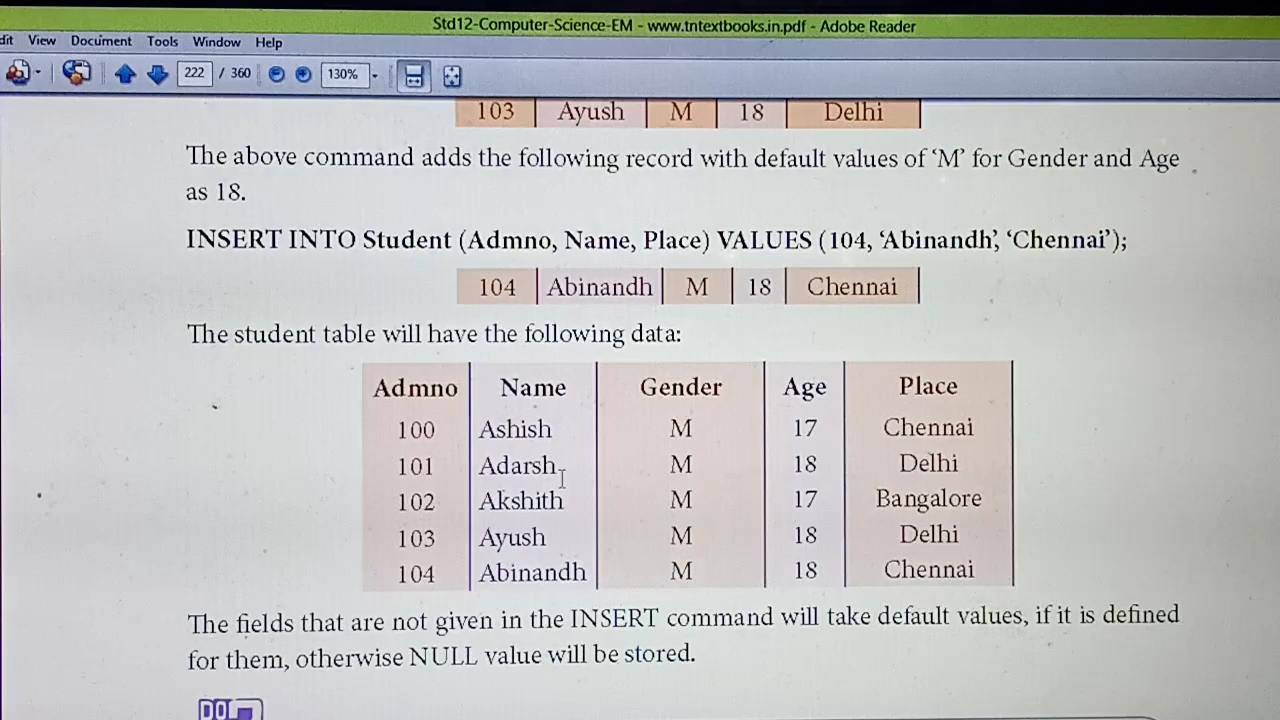 Std12-Computer-Science-EM - www.tntextbooks.in.pdf - Adobe Reader
dit View Document Tools Window Help
222 / 360 130%
103 Ayush M 18 Delhi
The above command adds the following record with default values of ‘M’ for Gender and Age
as 18.
INSERT INTO Student (Admno, Name, Place) VALUES (104, ‘Abinandh’, ‘Chennai’);
104 Abinandh M 18 Chennai
The student table will have the following data:
Admno Name Gender Age Place
100 Ashish M 17 Chennai
101 Adarsh M 18 Delhi
102 Akshith M 17 Bangalore
103 Ayush M 18 Delhi
104 Abinandh M 18 Chennai
The fields that are not given in the INSERT command will take default values, if it is defined
for them, otherwise NULL value will be stored.